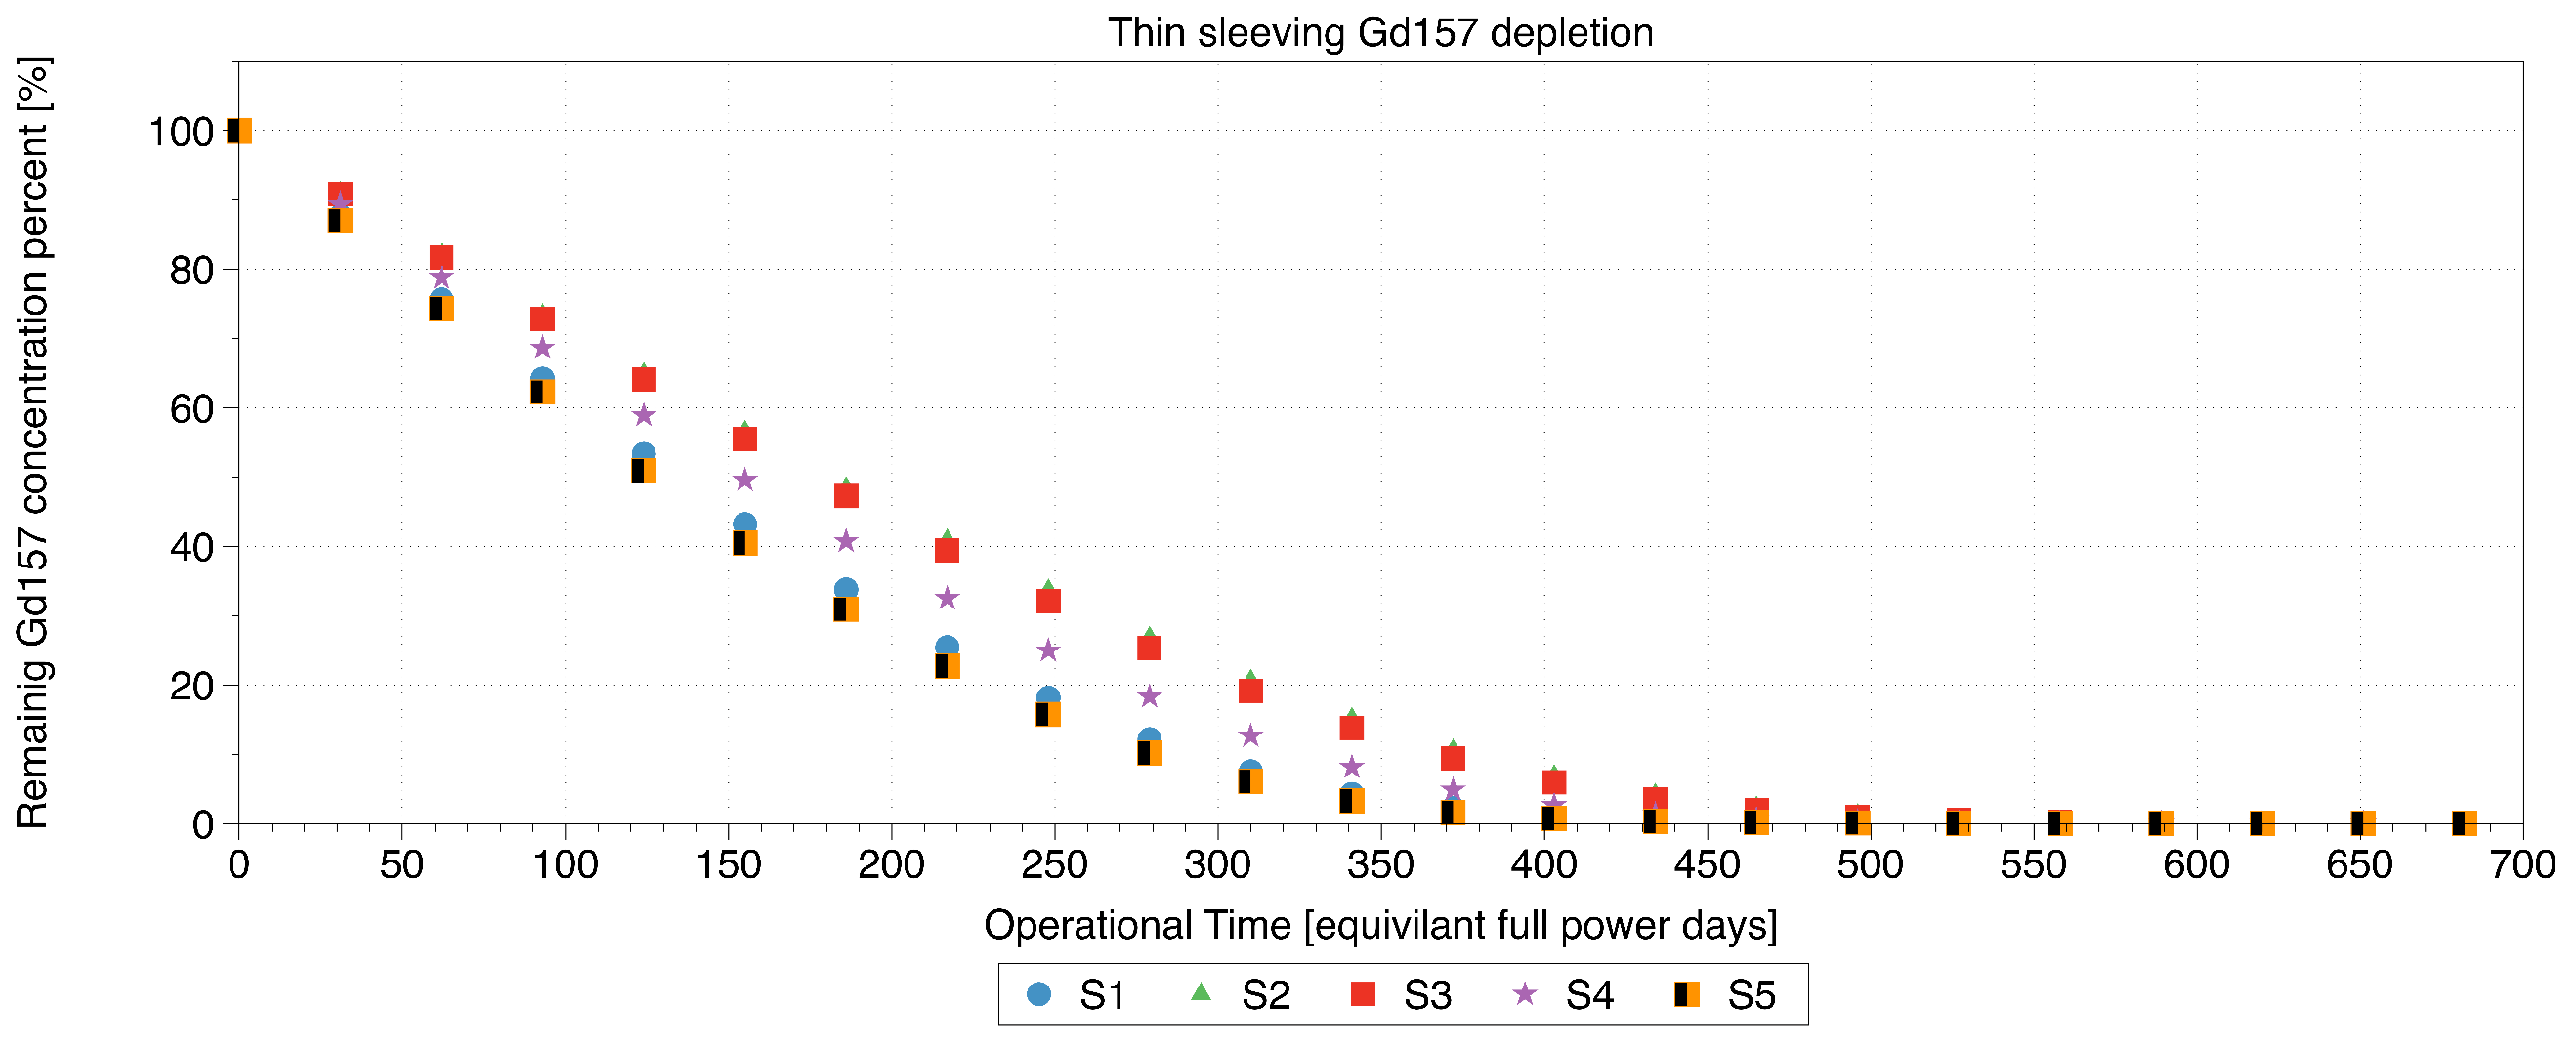 Thin sleeving Gd157 depletion
Remainig Gd157 concentration percent [%]
100
80
60
40
20
0
0 50 100 150 200 250 300 350 400 450 500 550 600 650 700
Operational Time [equivilant full power days]
S1 S2 S3 S4 S5